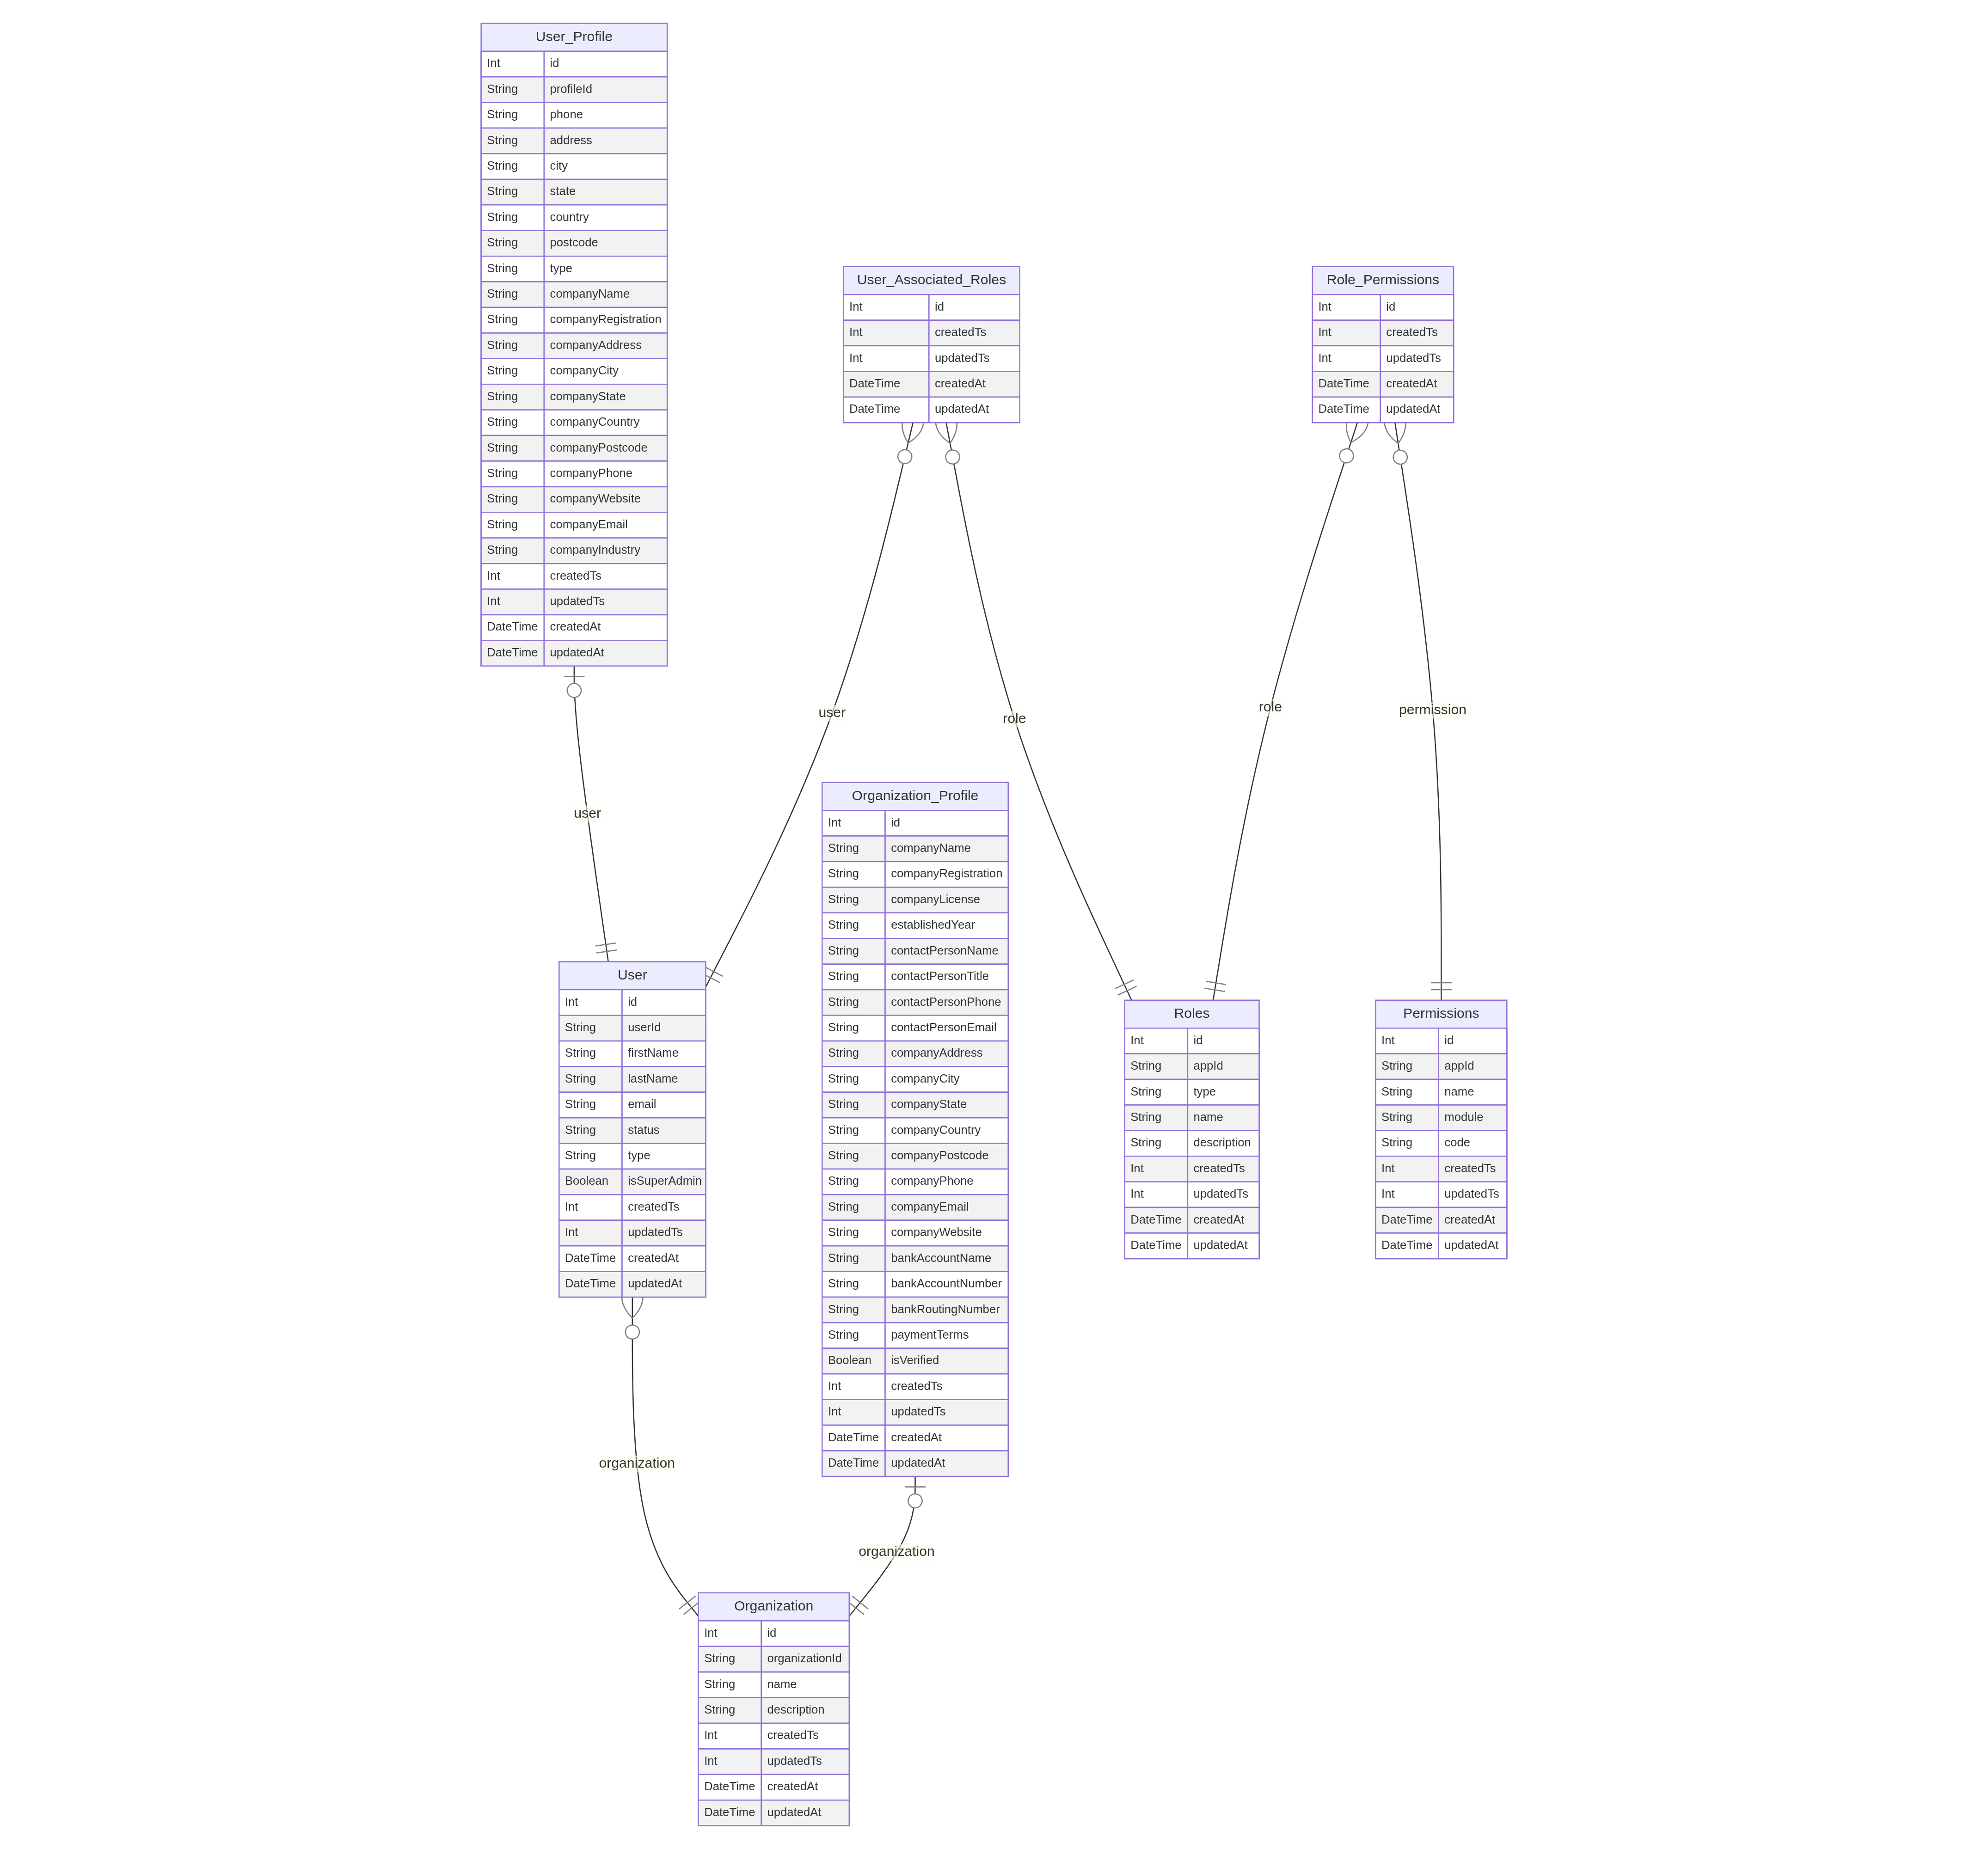 User_Profile
Int id
String profileId
String phone
String address
String city
String state
String country
String postcode
String type
String companyName
String companyRegistration
String companyAddress
String companyCity
String companyState
String companyCountry
String companyPostcode
String companyPhone
String companyWebsite
String companyEmail
String companyIndustry
Int createdTs
Int updatedTs
DateTime createdAt
DateTime updatedAt
User_Associated_Roles
Int id
Int createdTs
Int updatedTs
DateTime createdAt
DateTime updatedAt
Role_Permissions
Int id
Int createdTs
Int updatedTs
DateTime createdAt
DateTime updatedAt
user
user
role
role
permission
Organization_Profile
Int id
String companyName
String companyRegistration
String companyLicense
String establishedYear
String contactPersonName
String contactPersonTitle
String contactPersonPhone
String contactPersonEmail
String companyAddress
String companyCity
String companyState
String companyCountry
String companyPostcode
String companyPhone
String companyEmail
String companyWebsite
String bankAccountName
String bankAccountNumber
String bankRoutingNumber
String paymentTerms
Boolean isVerified
Int createdTs
Int updatedTs
DateTime createdAt
DateTime updatedAt
User
Int id
String userId
String firstName
String lastName
String email
String status
String type
Boolean isSuperAdmin
Int createdTs
Int updatedTs
DateTime createdAt
DateTime updatedAt
Roles
Int id
String appId
String type
String name
String description
Int createdTs
Int updatedTs
DateTime createdAt
DateTime updatedAt
Permissions
Int id
String appId
String name
String module
String code
Int createdTs
Int updatedTs
DateTime createdAt
DateTime updatedAt
organization
organization
Organization
Int id
String organizationId
String name
String description
Int createdTs
Int updatedTs
DateTime createdAt
DateTime updatedAt